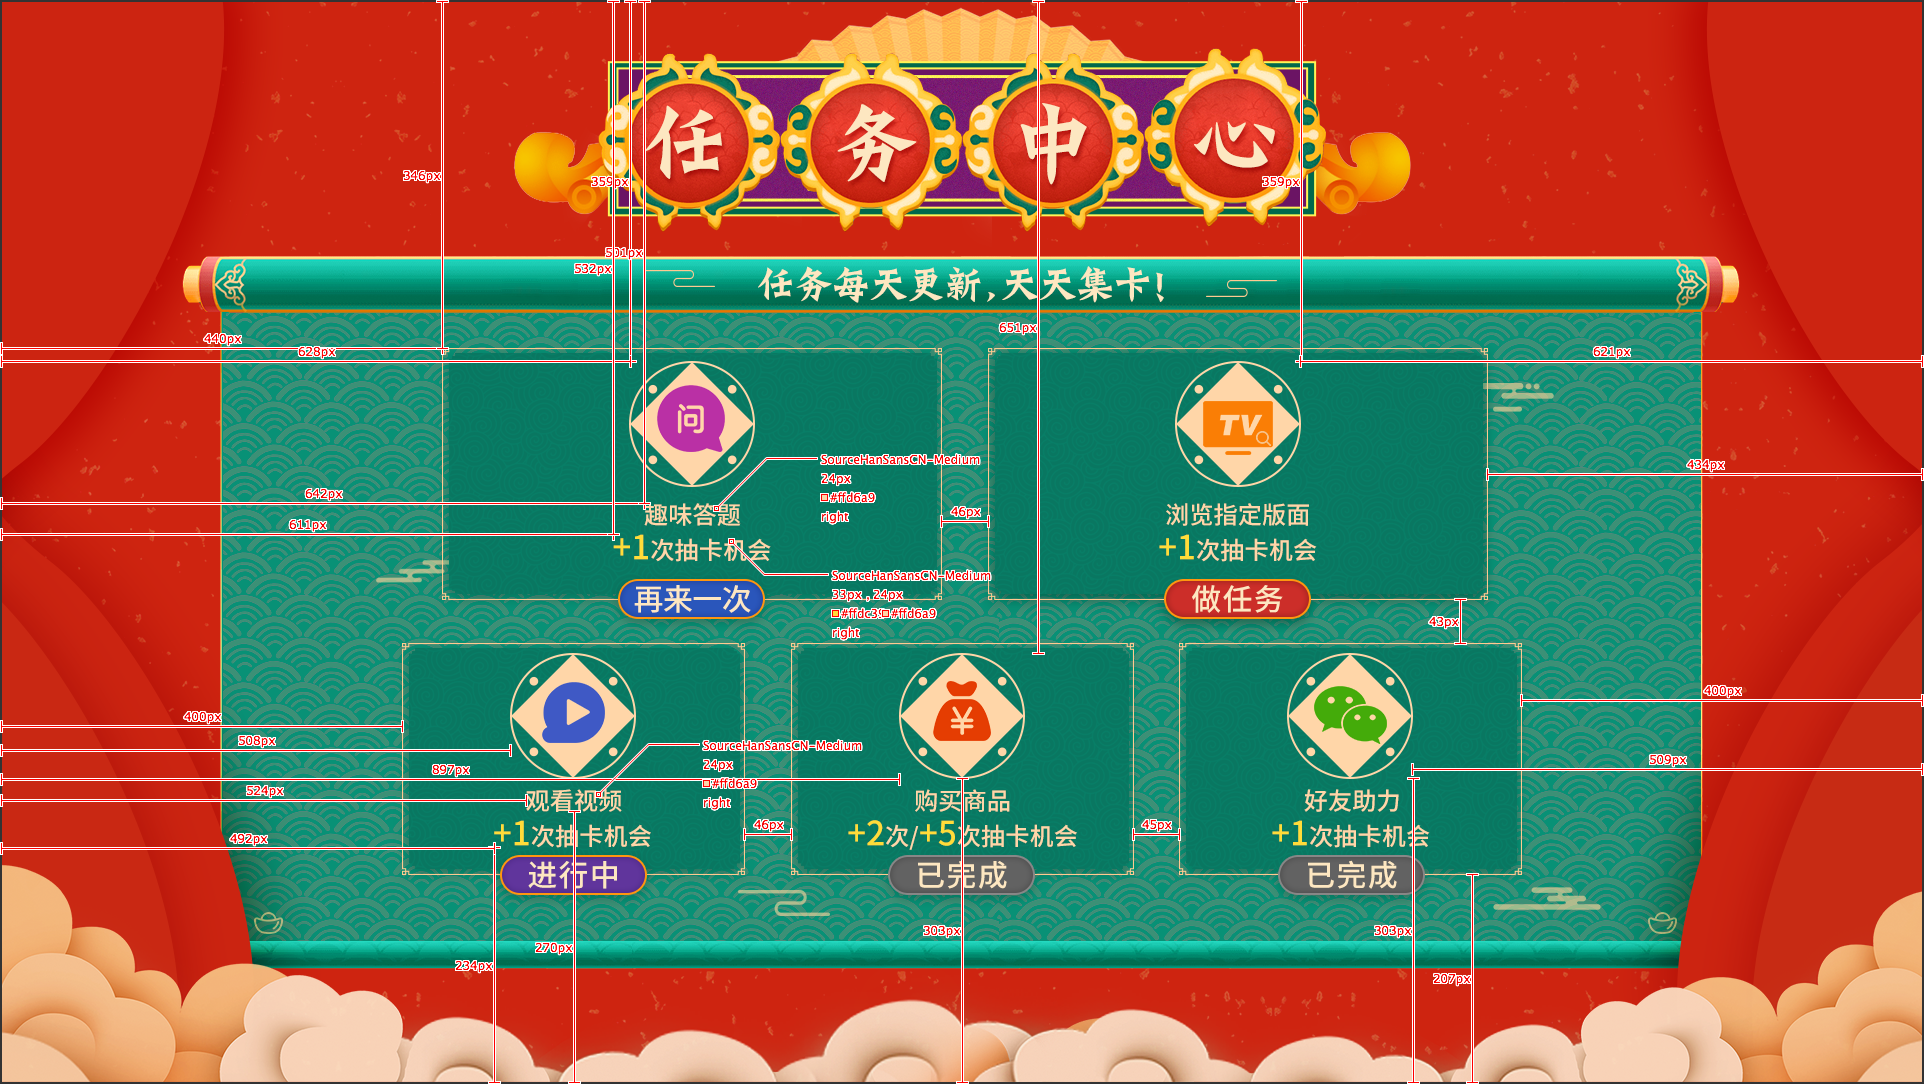 任务中心
346px
359px
359px
501px
532px
任务每天更新,天天集卡!
651px
440px
628px
621px
问
TV
SourceHanSansCN-Medium
24px
#ffd6a9
right
434px
642px
611px
46px
趣味答题
+1次抽卡机会
再来一次
浏览指定版面
+1次抽卡机会
做任务
SourceHanSansCN-Medium
33px , 24px
#ffdc3 #ffd6a9
right
43px
400px
400px
508px
897px
524px
492px
SourceHanSansCN-Medium
24px
#ffd6a9
right
509px
¥
观看视频
+1次抽卡机会
进行中
46px
购买商品
+2次/+5次抽卡机会
已完成
45px
好友助力
+1次抽卡机会
已完成
303px
303px
270px
234px
207px